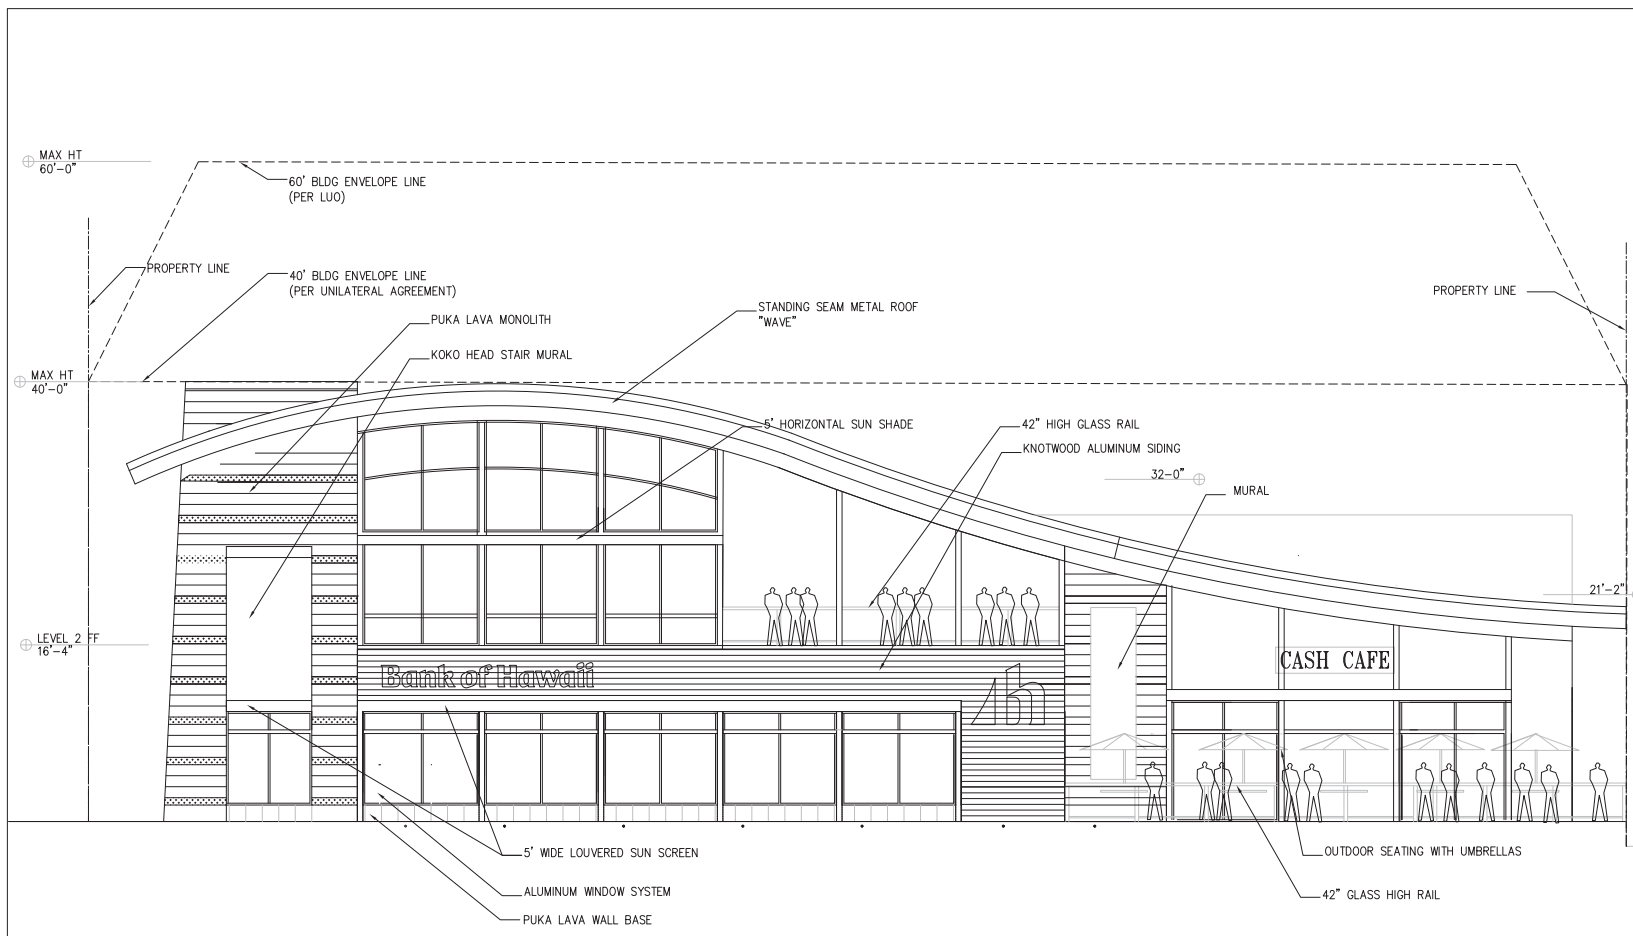 MAX HT
60'-0"
60' BLDG ENVELOPE LINE
(PER LUO)
PROPERTY LINE
40' BLDG ENVELOPE LINE
(PER UNILATERAL AGREEMENT)
PROPERTY LINE
STANDING SEAM METAL ROOF
"WAVE"
PUKA LAVA MONOLITH
KOKO HEAD STAIR MURAL
MAX HT
40'-0"
5' HORIZONTAL SUN SHADE
42" HIGH GLASS RAIL
KNOTWOOD ALUMINUM SIDING
32-0"
MURAL
21'-2"
LEVEL 2 FF
16'-4"
Bank of Hawaii
h
CASH CAFE
5' WIDE LOUVERED SUN SCREEN
OUTDOOR SEATING WITH UMBRELLAS
ALUMINUM WINDOW SYSTEM
42" GLASS HIGH RAIL
PUKA LAVA WALL BASE